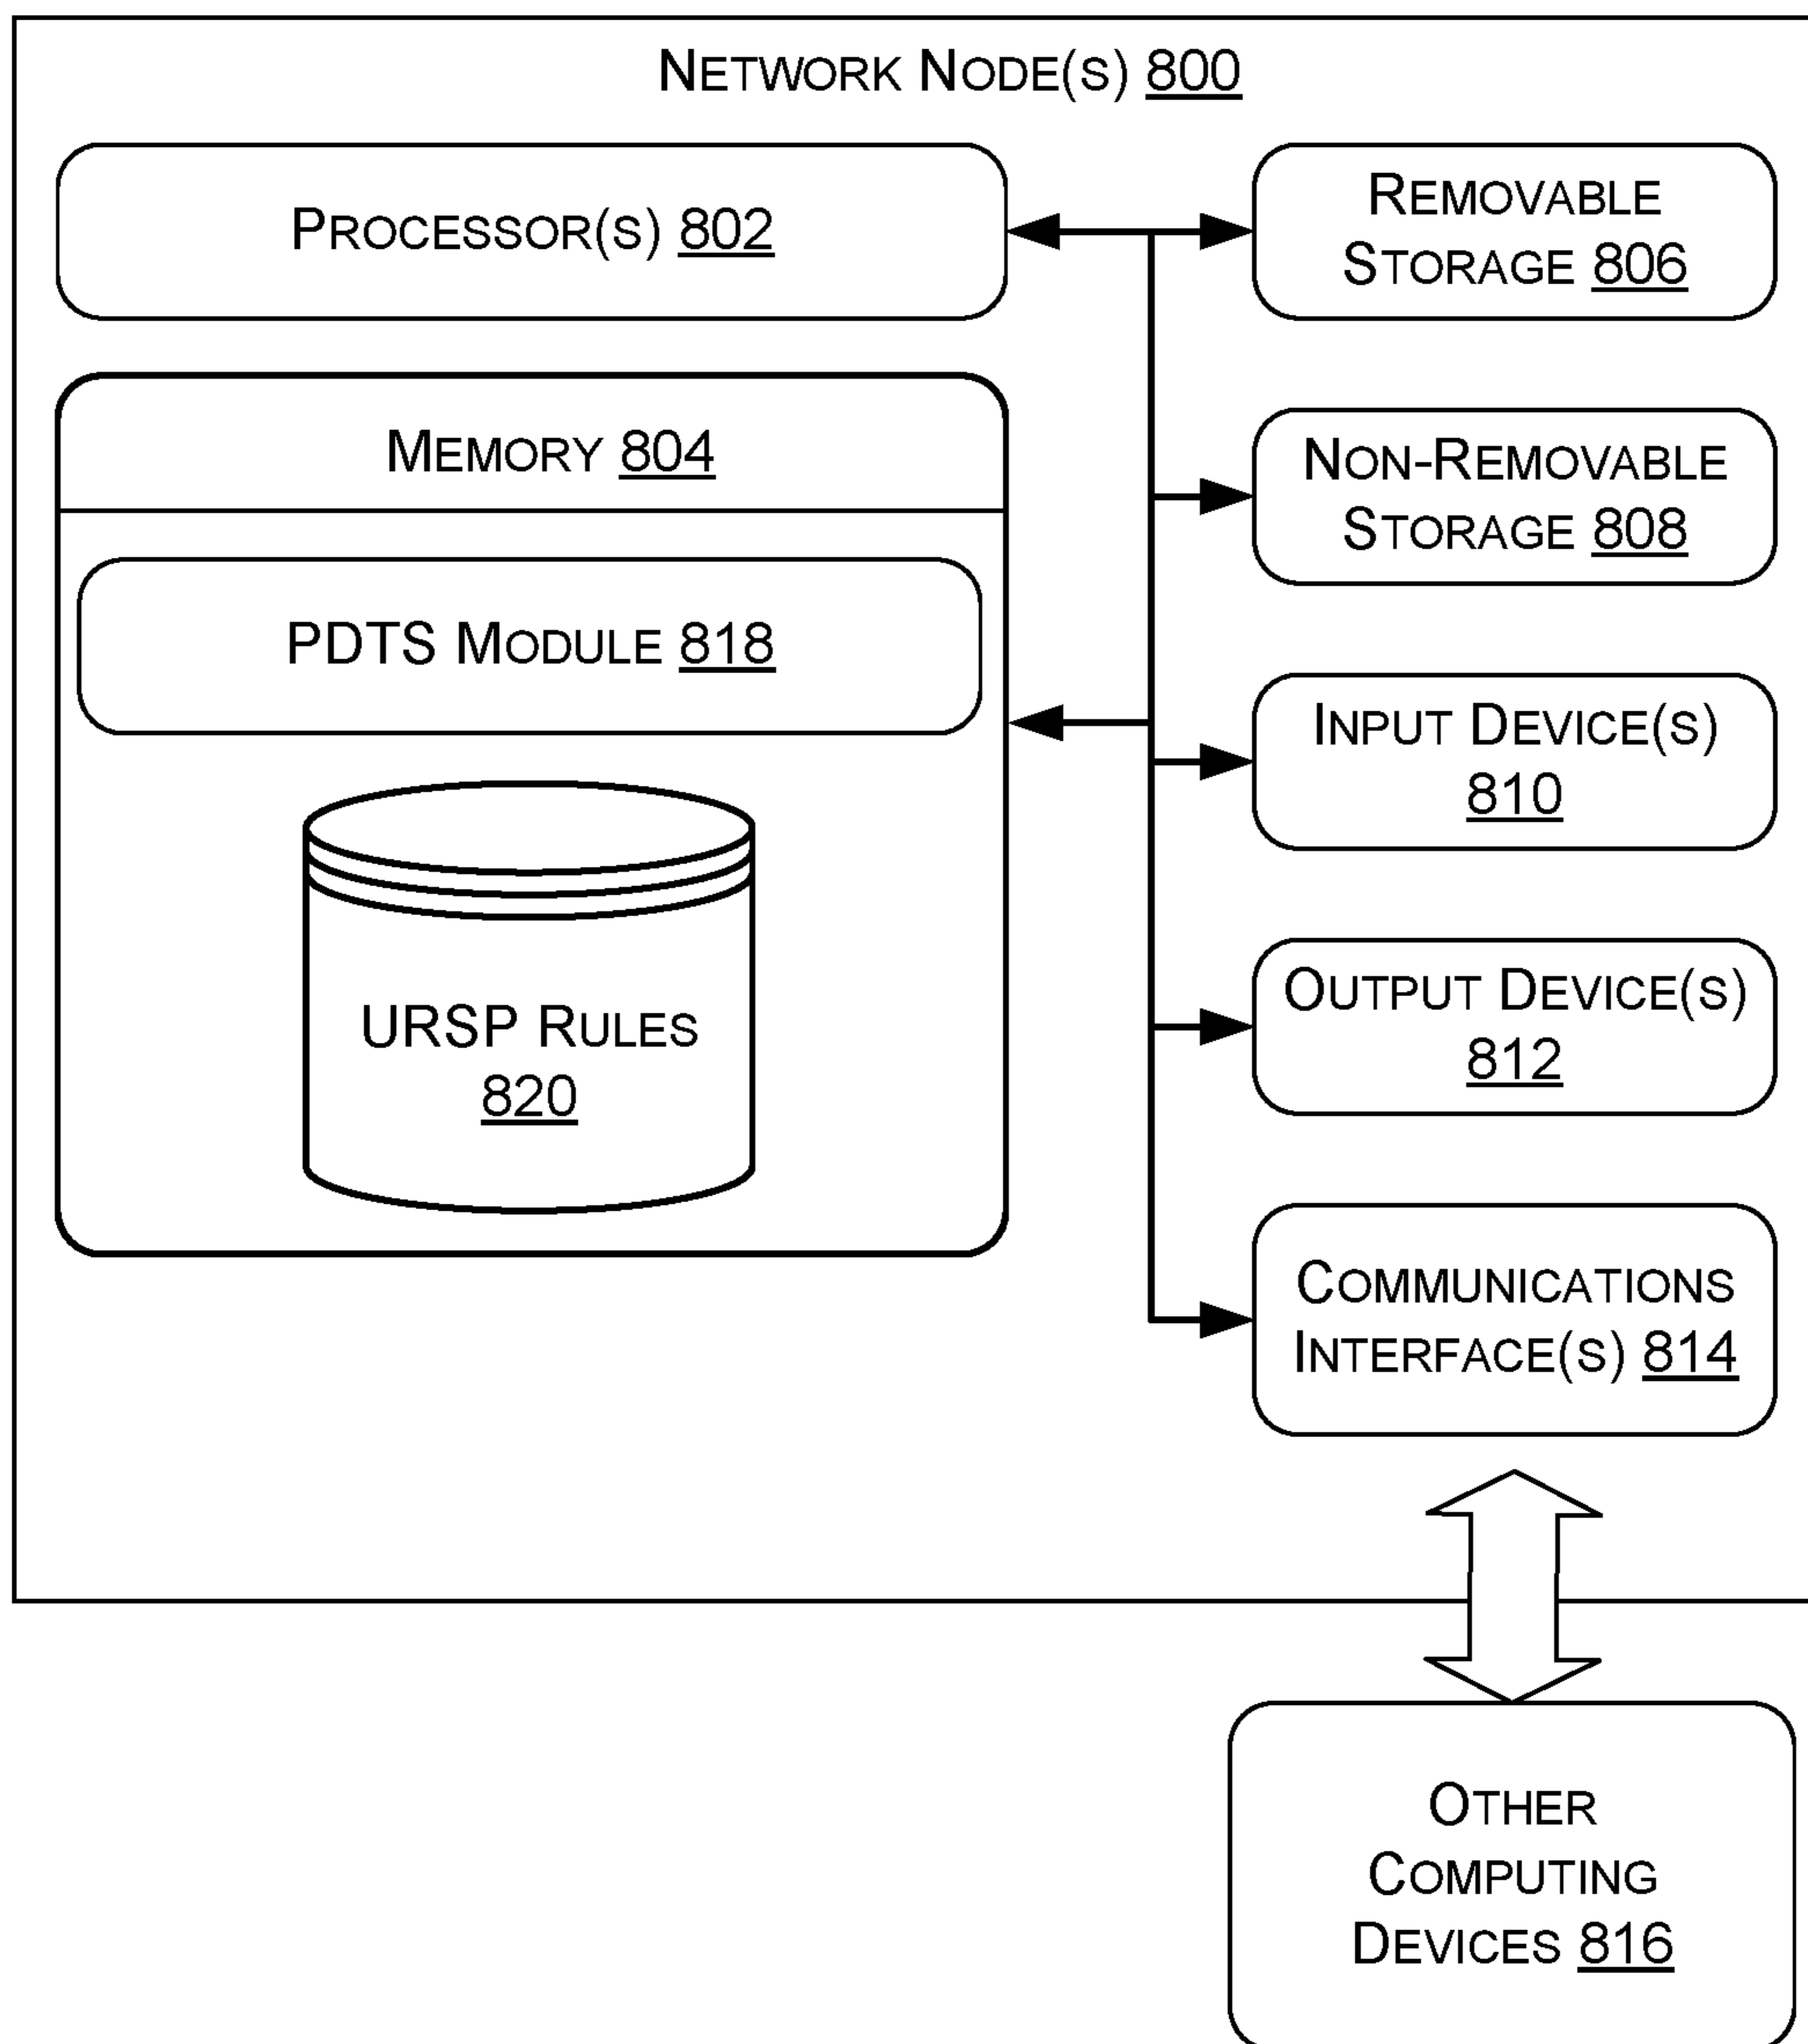 NETWORK NODE(S) 800
PROCESSOR(S) 802
MEMORY 804
PDTS MODULE 818
URSP RULES
820
REMOVABLE
STORAGE 806
NON-REMOVABLE
STORAGE 808
INPUT DEVICE(S)
810
OUTPUT DEVICE(S)
812
COMMUNICATIONS
INTERFACE(S) 814
OTHER
COMPUTING
DEVICES 816